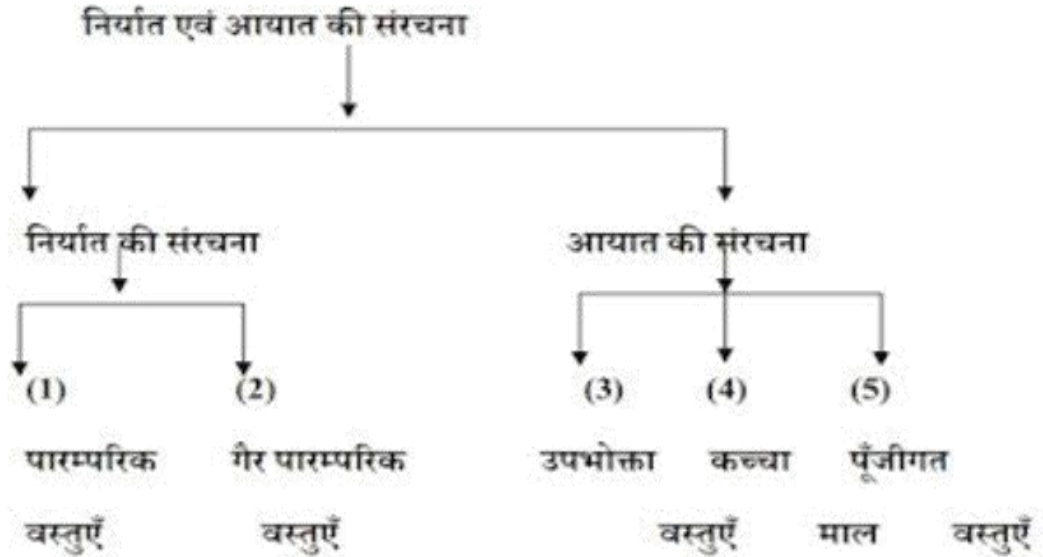 निर्यात एवं आयात की संरचना
निर्यात की संरचना आयात की संरचना
(1) (2) (3) (4) (5)
पारम्परिक गैर पारम्परिक उपभोक्ता कच्चा पूँजीगत
वस्तुएँ वस्तुएँ वस्तुएँ माल वस्तुएँ